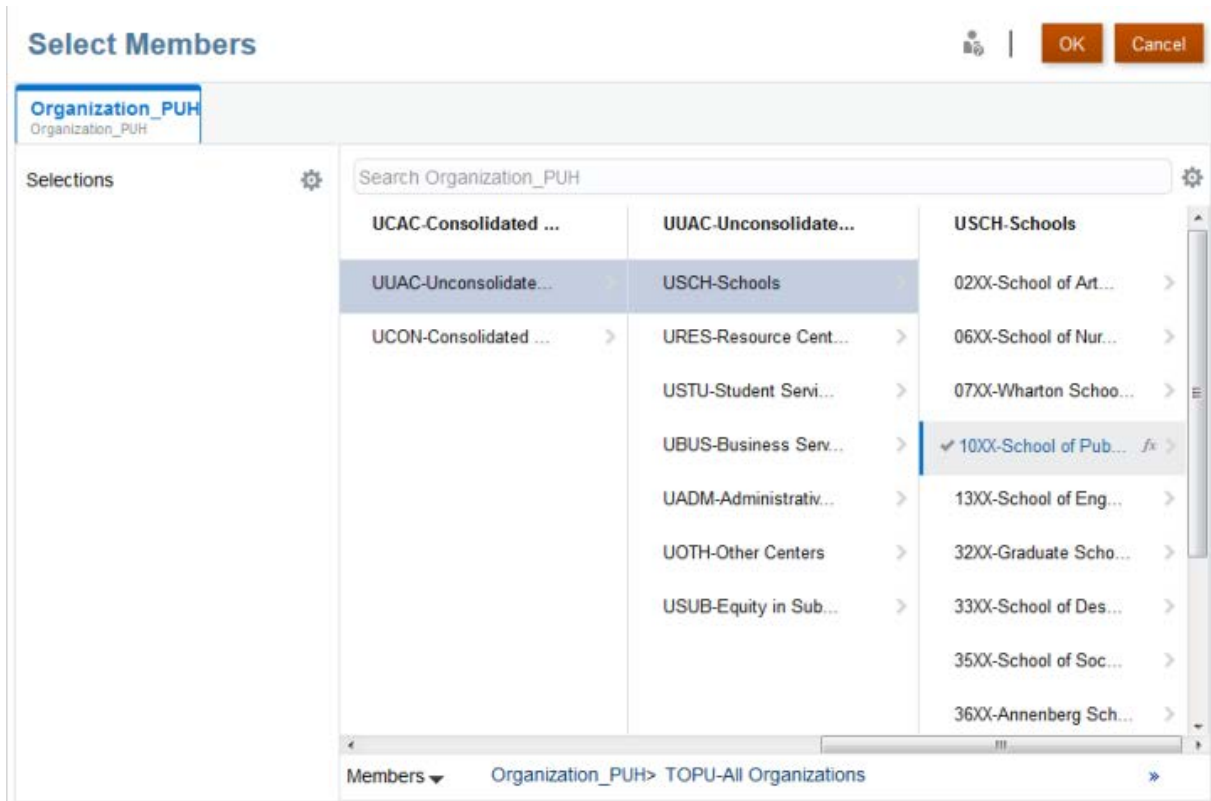 Select Members
OK
Cancel
Organization_PUH
Organization_PUH
Selections
Search Organization_PUH
UCAC-Consolidated ...
UUAC-Unconsolidate...
UCON-Consolidated ...
UUAC-Unconsolidate...
USCH-Schools
URES-Resource Cent...
USTU-Student Servi...
UBUS-Business Serv...
UADM-Administrativ...
UOTH-Other Centers
USUB-Equity in Sub...
USCH-Schools
02XX-School of Art...
06XX-School of Nur...
07XX-Wharton Schoo...
10XX-School of Pub... fx
13XX-School of Eng...
32XX-Graduate Scho...
33XX-School of Des...
35XX-School of Soc...
36XX-Annenberg Sch...
Members
Organization_PUH> TOPU-All Organizations »